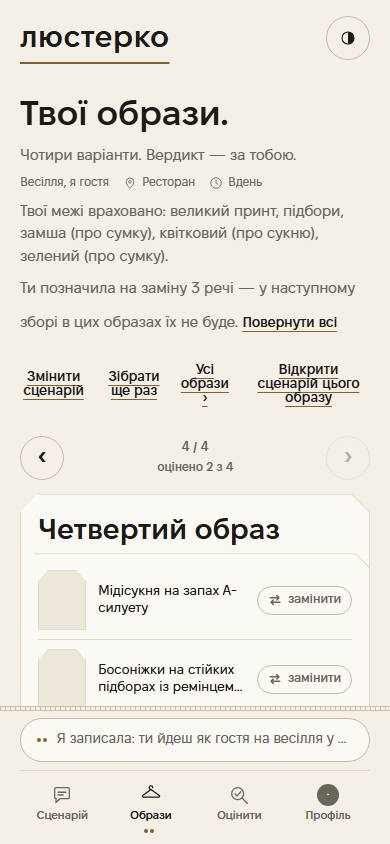 люстерко
Твої образи.
Чотири варіанти. Вердикт — за тобою.
Весілля, я гостя Ресторан Вдень
Твої межі враховано: великий принт, підбори,
замша (про сумку), квітковий (про сукню),
зелений (про сумку).
Ти позначила на заміну 3 речі — у наступному
зборі в цих образах їх не буде. Повернути всі
Змінити
сценарій
Зібрати
ще раз
Усі
образи
›
Відкрити
сценарій цього
образу
‹
4 / 4
оцінено 2 з 4
›
Четвертий образ
Мідісукня на запах А-
силуету
замінити
Босоніжки на стійких
підборах із ремінцем…
замінити
Я записала: ти йдеш як гостя на весілля у ...
Сценарій
Образи
Оцінити
Профіль